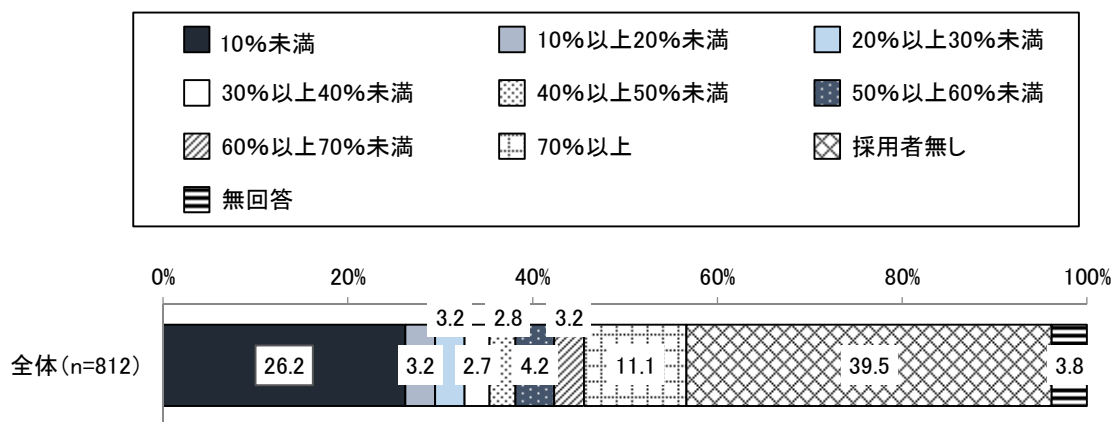 10%未満 10%以上20%未満 20%以上30%未満
30%以上40%未満 40%以上50%未満 50%以上60%未満
60%以上70%未満 70%以上 採用者無し
無回答
0% 20% 40% 60% 80% 100%
3.2 2.8 3.2
全体(n=812) 26.2 3.2 2.7 4.2 11.1 39.5 3.8